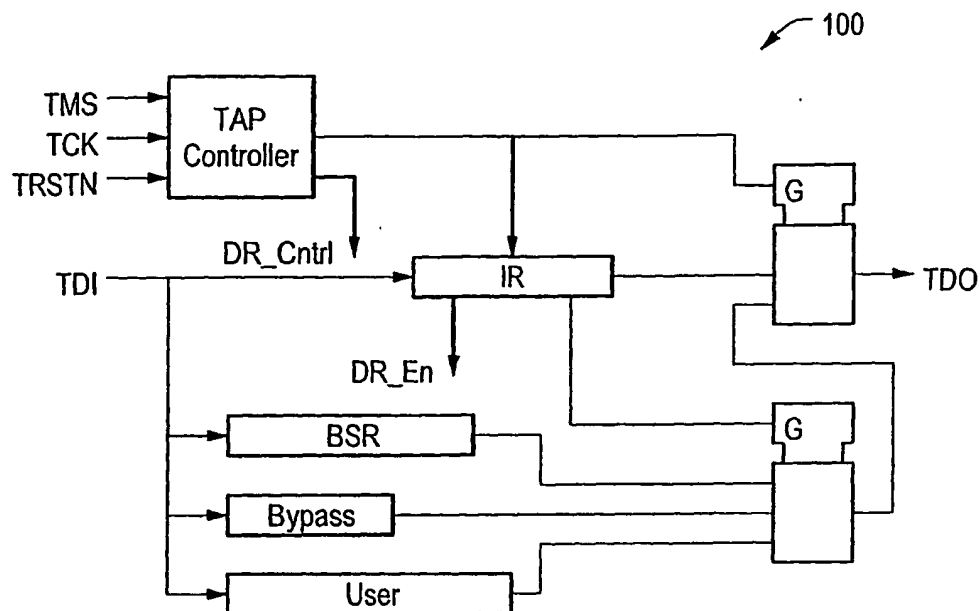 100
TMS
TCK
TRSTN
TAP
Controller
G
DR_Cntrl
TDI
IR
TDO
DR_En
G
BSR
Bypass
User